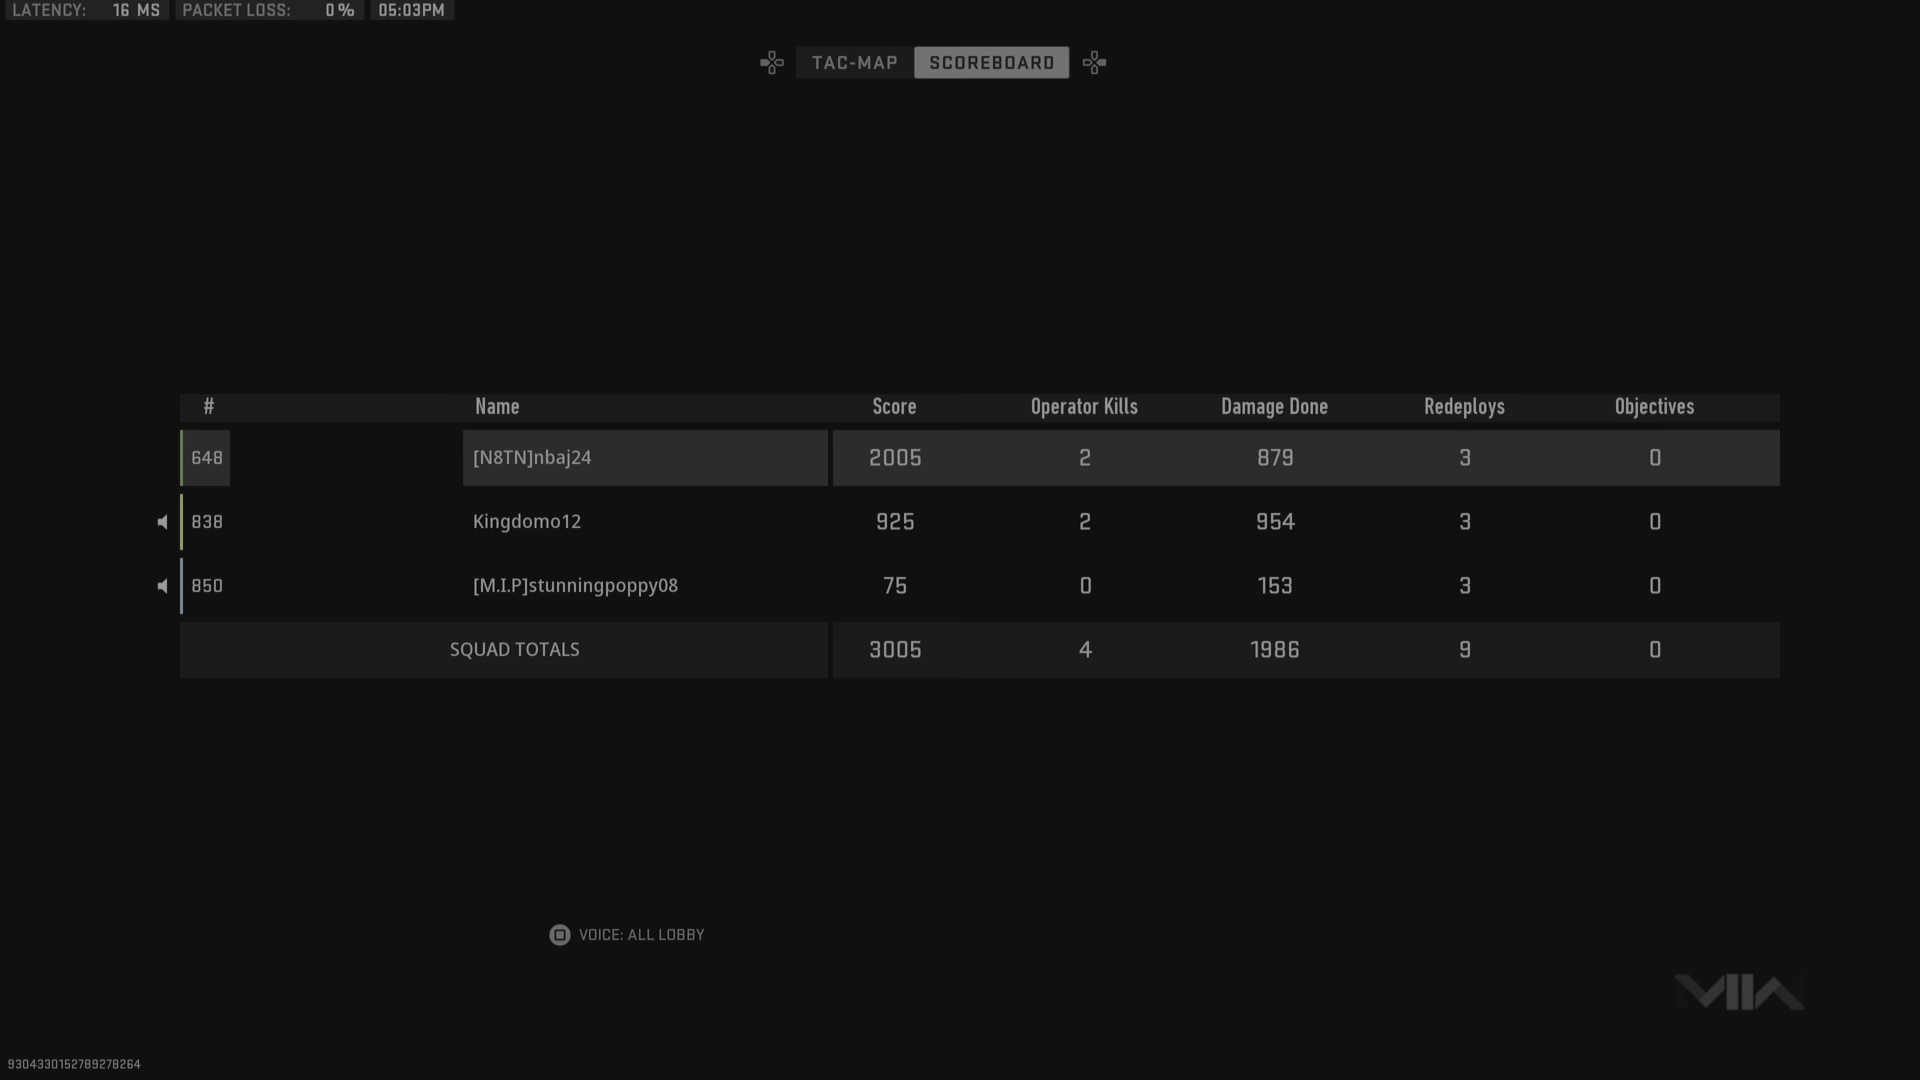 LATENCY: 16 MS PACKET LOSS: 0% 05:03PM
TAC-MAP SCOREBOARD
# Name Score Operator Kills Damage Done Redeploys Objectives
648 [N8TN]nbaj24 2005 2 879 3 0
838 Kingdomo12 925 2 954 3 0
850 [M.I.P]stunningpoppy08 75 0 153 3 0
SQUAD TOTALS 3005 4 1986 9 0
VOICE: ALL LOBBY
MW
9304330152789278264